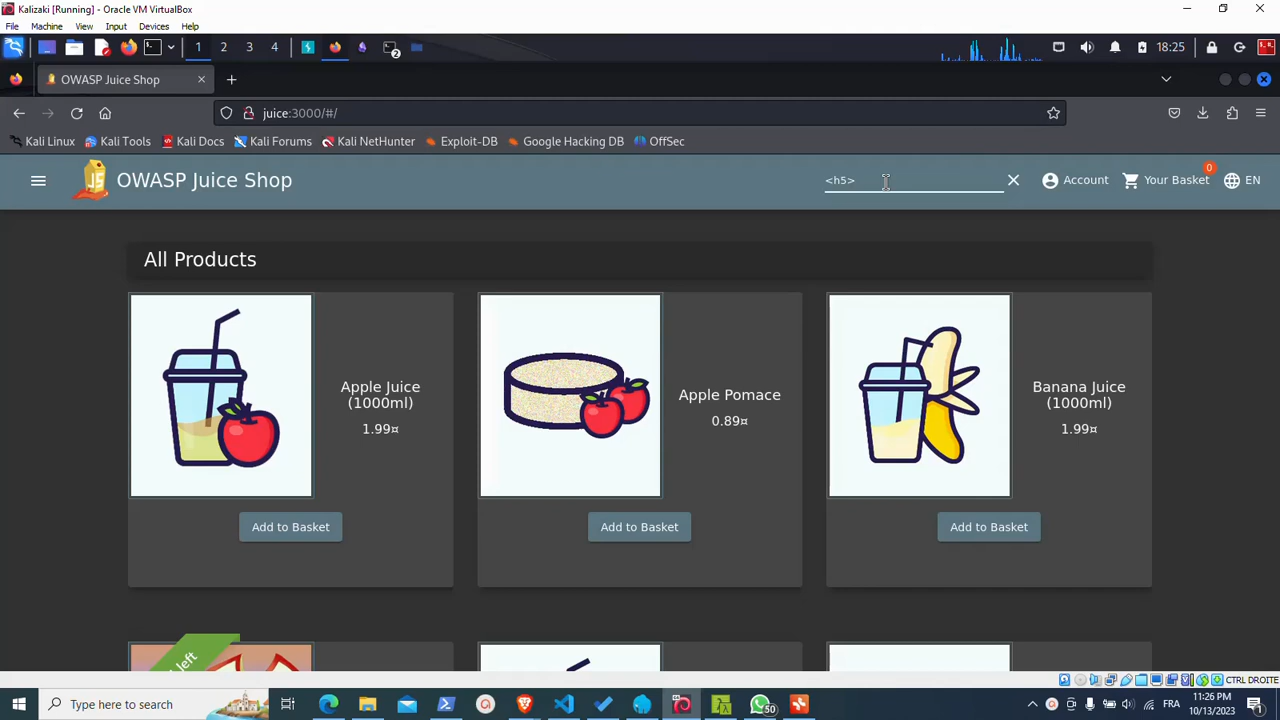 Kalizaki [Running] - Oracle VM VirtualBox
File Machine View Input Devices Help
1 2 3 4 2 18:25
OWASP Juice Shop
juice:3000/#/
Kali Linux Kali Tools Kali Docs Kali Forums Kali NetHunter Exploit-DB Google Hacking DB OffSec
OWASP Juice Shop <h5> Account Your Basket 0 EN
All Products
Apple Juice
(1000ml)
1.99¤
Add to Basket
Apple Pomace
0.89¤
Add to Basket
Banana Juice
(1000ml)
1.99¤
Add to Basket
left
CTRL DROITE
Type here to search 50 FRA 11:26 PM
10/13/2023 1